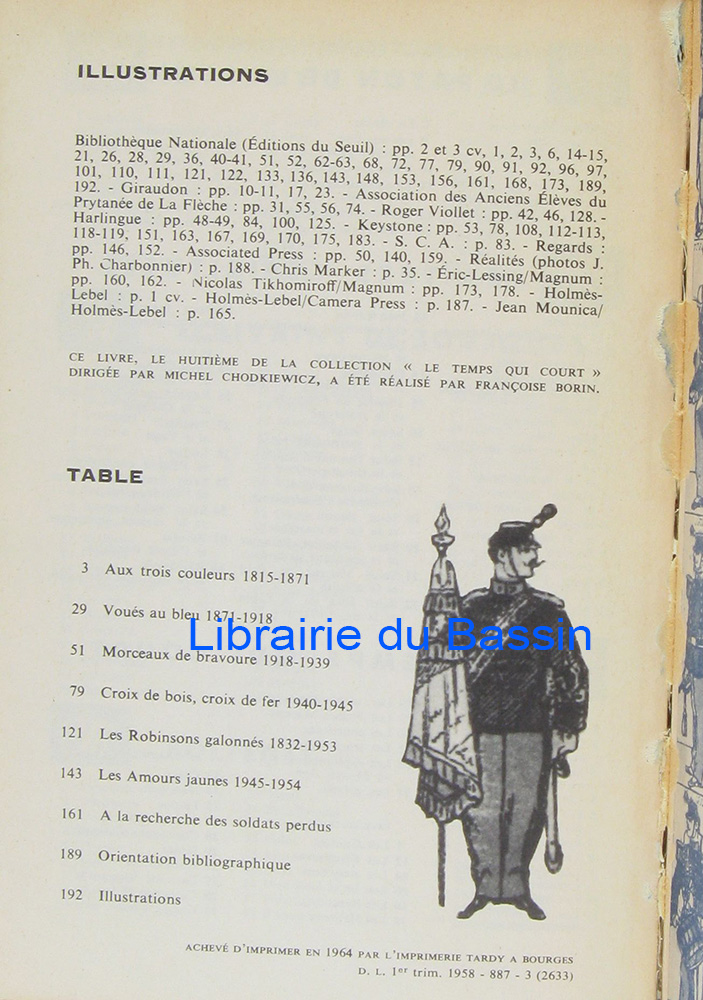 ILLUSTRATIONS
Bibliothèque Nationale (Éditions du Seuil) : pp. 2 et 3 cv, 1, 2, 3, 6, 14-15,
21, 26, 28, 29, 36, 40-41, 51, 52, 62-63, 68, 72, 77, 79, 90, 91, 92, 96, 97,
101, 110, 111, 121, 122, 133, 136, 143, 148, 153, 156, 161, 168, 173, 189,
192. - Giraudon : pp. 10-11, 17, 23. - Association des Anciens Élèves du
Prytanée de La Flèche : pp. 31, 55, 56, 74. - Roger Viollet : pp. 42, 46, 128. -
Harlingue : pp. 48-49, 84, 100, 125. - Keystone : pp. 53, 78, 108, 112-113,
118-119, 151, 163, 167, 169, 170, 175, 183. - S. C. A. : p. 83. - Regards :
pp. 146, 152. - Associated Press : pp. 50, 140, 159. - Réalités (photos J.
Ph. Charbonnier) : p. 188. - Chris Marker : p. 35. - Éric-Lessing/Magnum :
pp. 160, 162. - Nicolas Tikhomiroff/Magnum : pp. 173, 178. - Holmès-
Lebel : p. 1 cv. - Holmès-Lebel/Camera Press : p. 187. - Jean Mounica/
Holmès-Lebel : p. 165.
CE LIVRE, LE HUITIÈME DE LA COLLECTION « LE TEMPS QUI COURT »
DIRIGÉE PAR MICHEL CHODKIEWICZ, A ÉTÉ RÉALISÉ PAR FRANÇOISE BORIN.
TABLE
3 Aux trois couleurs 1815-1871
29 Voués au bleu 1871-1918
Librairie du Bassin
51 Morceaux de bravoure 1918-1939
79 Croix de bois, croix de fer 1940-1945
121 Les Robinsons galonnés 1832-1953
143 Les Amours jaunes 1945-1954
161 A la recherche des soldats perdus
189 Orientation bibliographique
192 Illustrations
ACHEVÉ D'IMPRIMER EN 1964 PAR L'IMPRIMERIE TARDY A BOURGES
D. L. 1er trim. 1958 - 887 - 3 (2633)